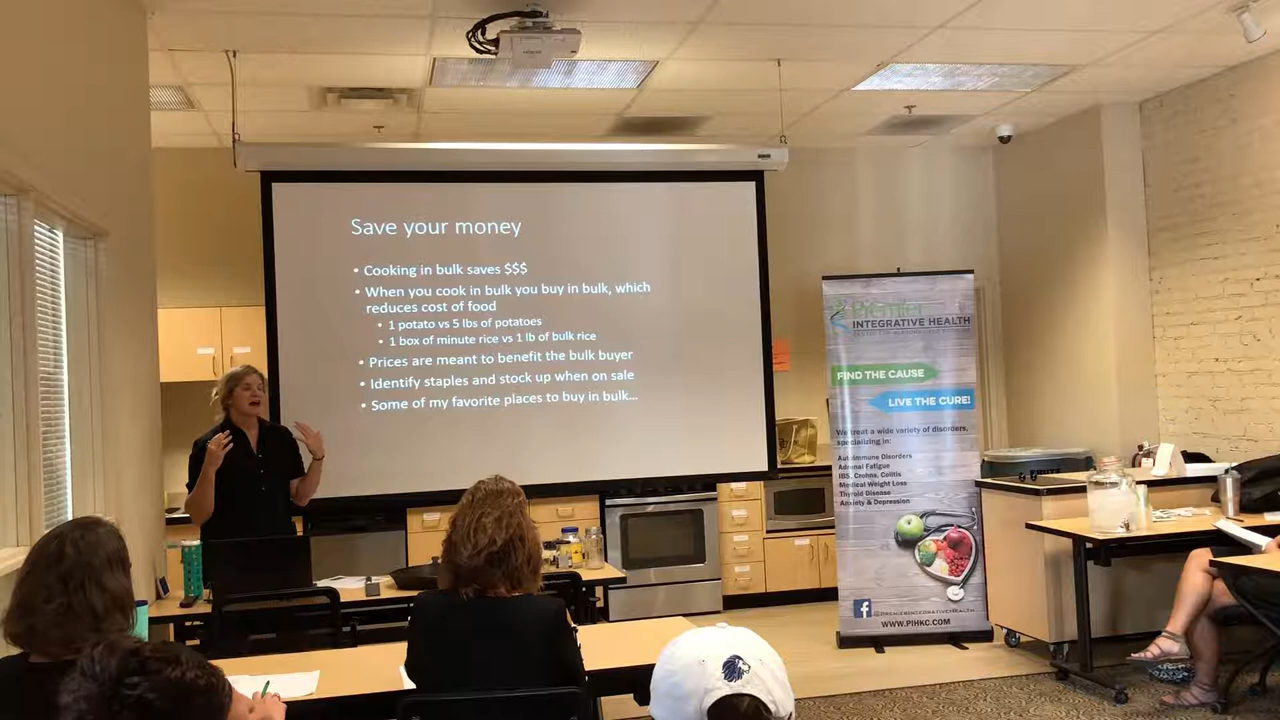 Save your money
• Cooking in bulk saves $$$
• When you cook in bulk you buy in bulk, which
reduces cost of food
• 1 potato vs 5 lbs of potatoes
• 1 box of minute rice vs 1 lb of bulk rice
• Prices are meant to benefit the bulk buyer
• Identify staples and stock up when on sale
• Some of my favorite places to buy in bulk...
Premier
INTEGRATIVE HEALTH
FIND THE CAUSE
LIVE THE CURE!
We treat a wide variety of disorders,
specializing in:
Autoimmune Disorders
Adrenal Fatigue
IBS, Crohns, Colitis
Medical Weight Loss
Thyroid Disease
Anxiety & Depression
@PREMIERINTEGRATIVEHEALTH
WWW.PIHKC.COM